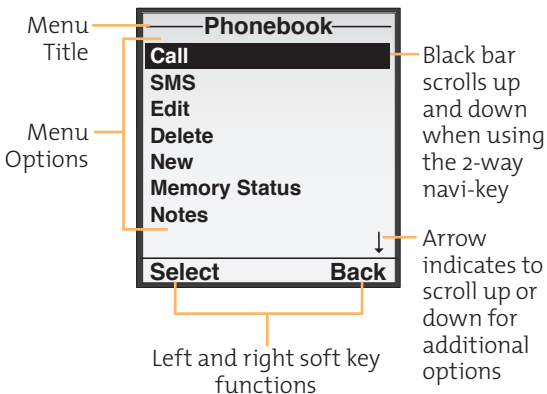 Menu
Title
Menu
Options
Phonebook
Call
SMS
Edit
Delete
New
Memory Status
Notes
Select Back
Black bar
scrolls up
and down
when using
the 2-way
navi-key
Arrow
indicates to
scroll up or
down for
additional
options
Left and right soft key
functions